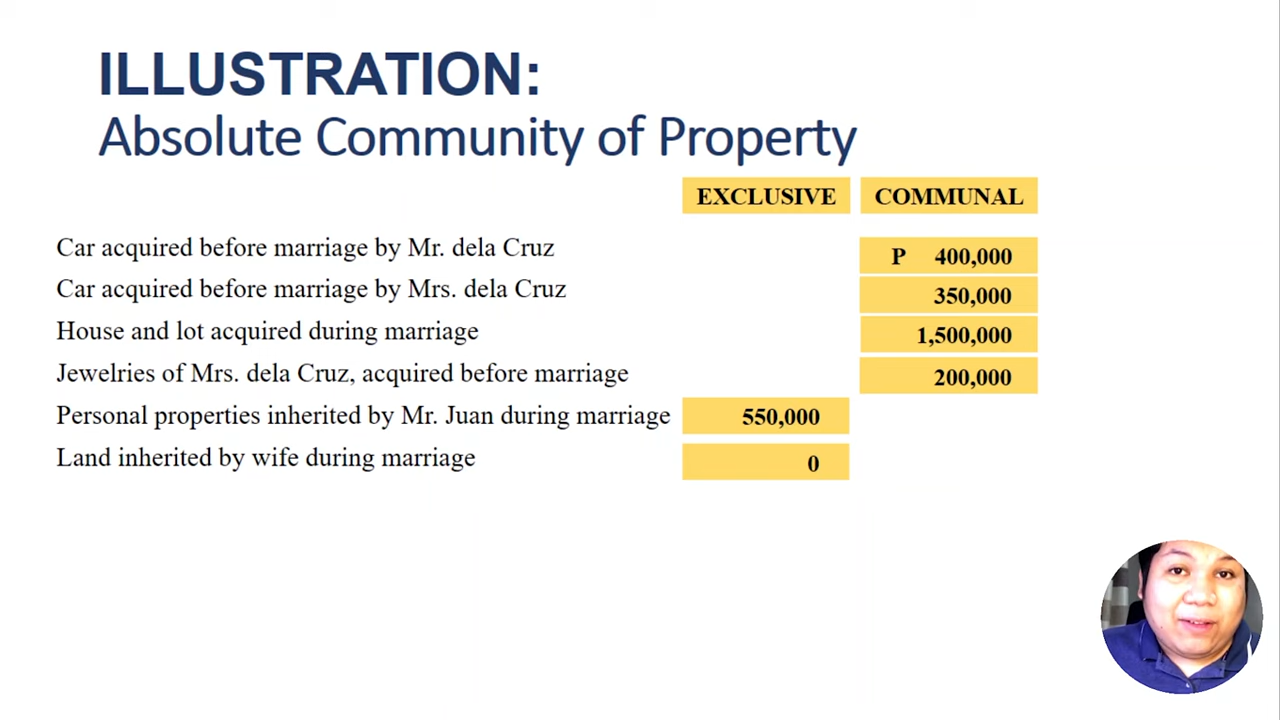 ILLUSTRATION:
Absolute Community of Property
EXCLUSIVE COMMUNAL
Car acquired before marriage by Mr. dela Cruz P 400,000
Car acquired before marriage by Mrs. dela Cruz 350,000
House and lot acquired during marriage 1,500,000
Jewelries of Mrs. dela Cruz, acquired before marriage 200,000
Personal properties inherited by Mr. Juan during marriage 550,000
Land inherited by wife during marriage 0